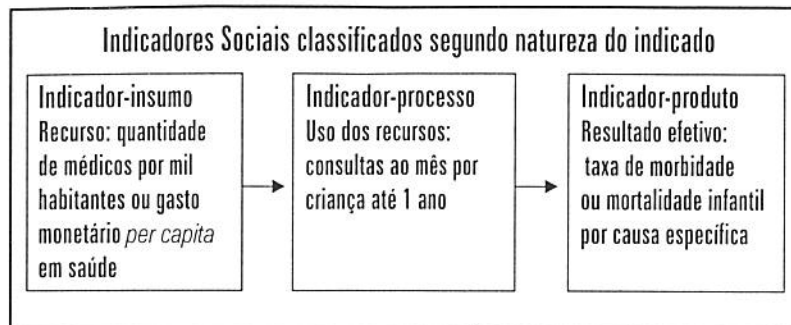 Indicadores Sociais classificados segundo natureza do indicado
Indicador-insumo
Recurso: quantidade
de médicos por mil
habitantes ou gasto
monetário per capita
em saúde
Indicador-processo
Uso dos recursos:
consultas ao mês por
criança até 1 ano
Indicador-produto
Resultado efetivo:
taxa de morbidade
ou mortalidade infantil
por causa específica